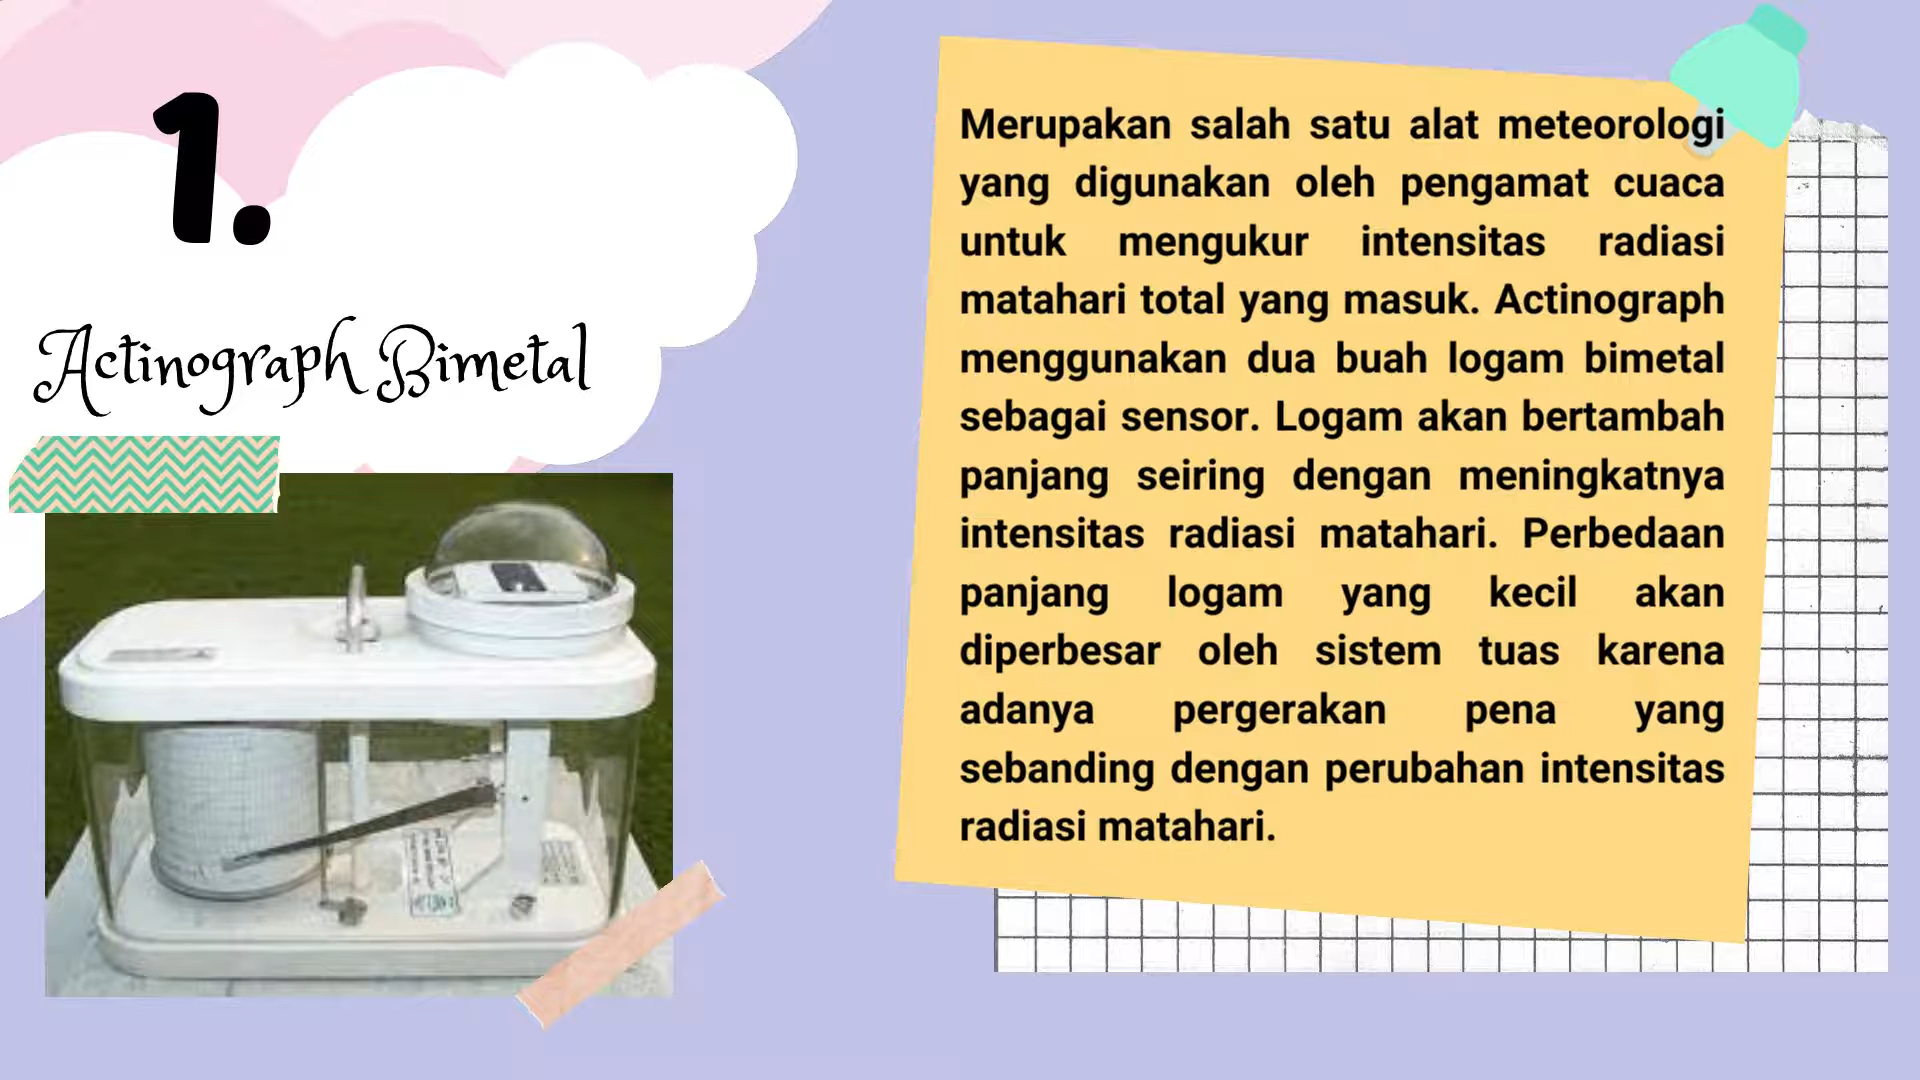 1.
Actinograph Bimetal
Merupakan salah satu alat meteorologi
yang digunakan oleh pengamat cuaca
untuk mengukur intensitas radiasi
matahari total yang masuk. Actinograph
menggunakan dua buah logam bimetal
sebagai sensor. Logam akan bertambah
panjang seiring dengan meningkatnya
intensitas radiasi matahari. Perbedaan
panjang logam yang kecil akan
diperbesar oleh sistem tuas karena
adanya pergerakan pena yang
sebanding dengan perubahan intensitas
radiasi matahari.